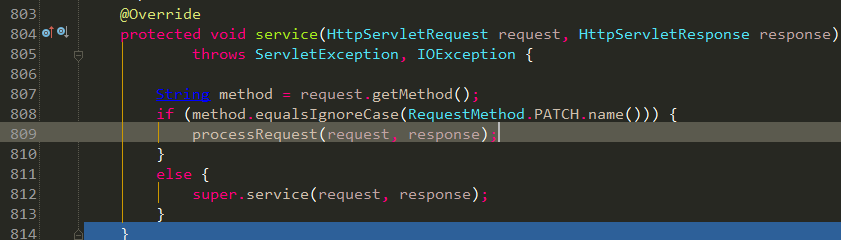 803 @Override
804 protected void service(HttpServletRequest request, HttpServletResponse response)
805 throws ServletException, IOException {
806
807 String method = request.getMethod();
808 if (method.equalsIgnoreCase(RequestMethod.PATCH.name())) {
809 processRequest(request, response);
810 }
811 else {
812 super.service(request, response);
813 }
814 }